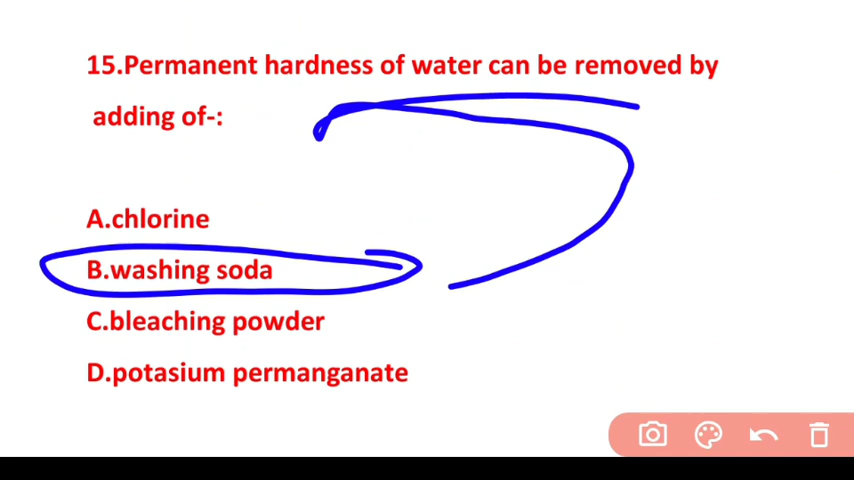 15.Permanent hardness of water can be removed by
adding of-:
A.chlorine
B.washing soda
C.bleaching powder
D.potasium permanganate